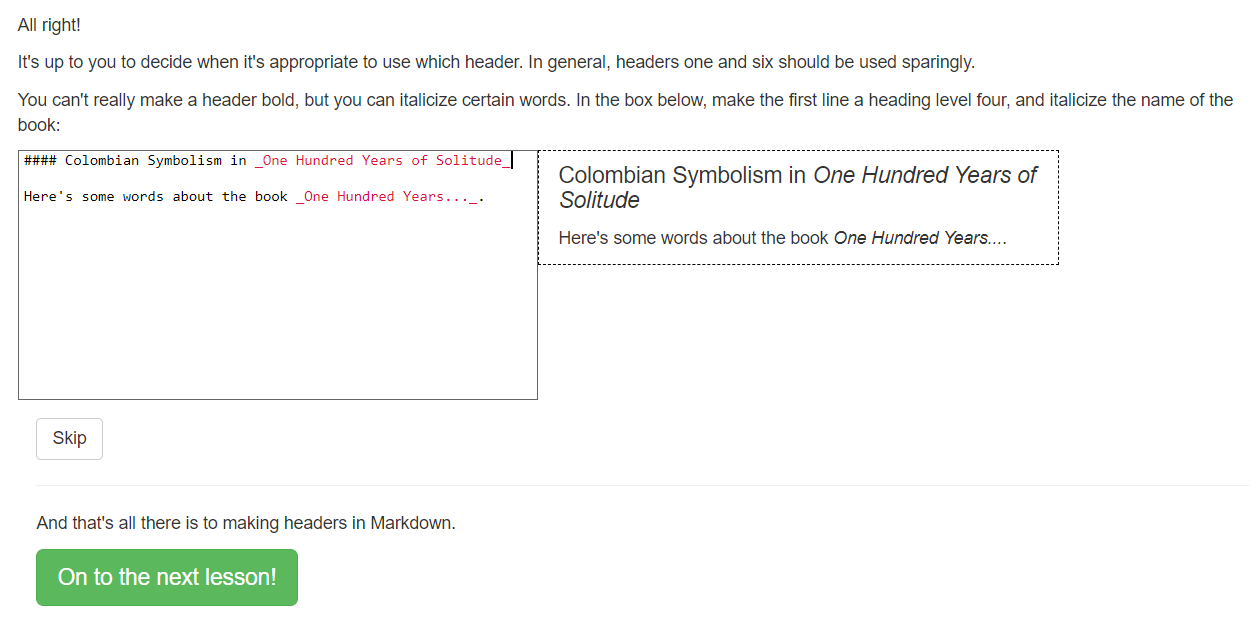 All right!
It's up to you to decide when it's appropriate to use which header. In general, headers one and six should be used sparingly.
You can't really make a header bold, but you can italicize certain words. In the box below, make the first line a heading level four, and italicize the name of the
book:
#### Colombian Symbolism in _One Hundred Years of Solitude_
Here's some words about the book _One Hundred Years..._.
Colombian Symbolism in One Hundred Years of
Solitude
Here's some words about the book One Hundred Years....
Skip
And that's all there is to making headers in Markdown.
On to the next lesson!